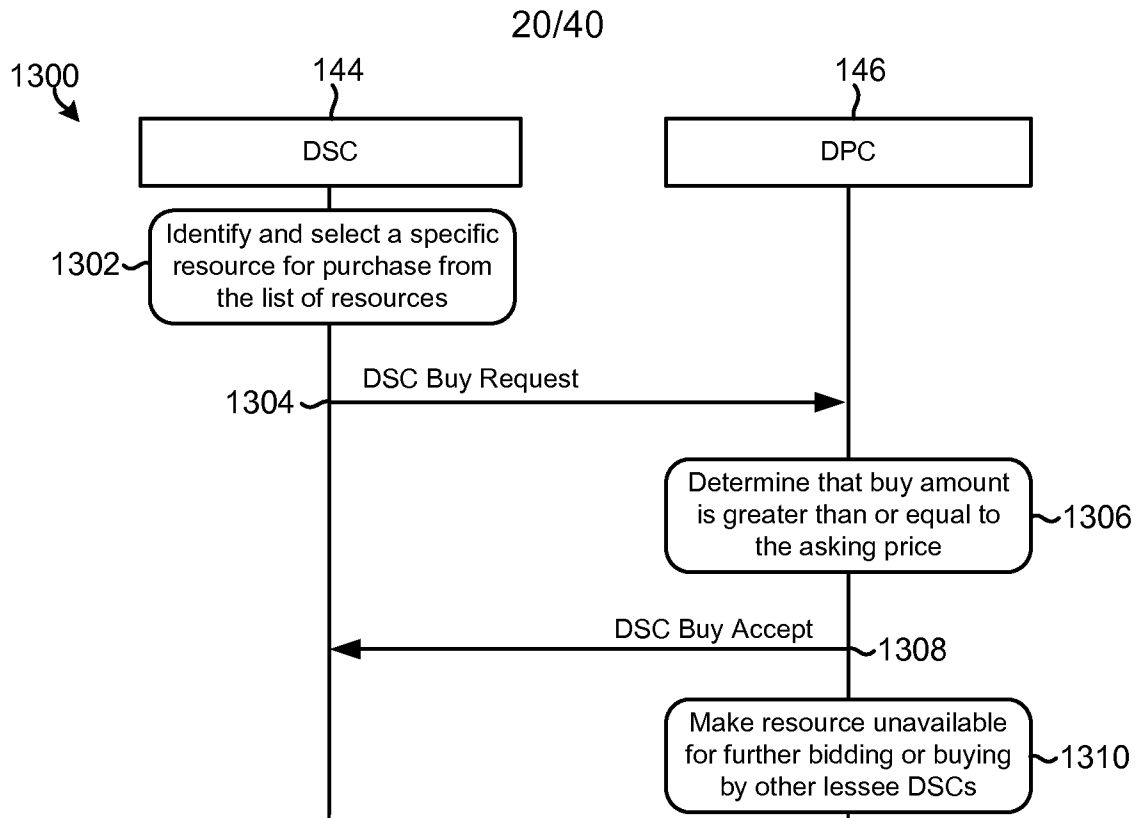 20/40
1300
144
146
DSC
DPC
Identify and select a specific
resource for purchase from
the list of resources
1302
DSC Buy Request
1304
Determine that buy amount
is greater than or equal to
the asking price
1306
DSC Buy Accept
1308
Make resource unavailable
for further bidding or buying
by other lessee DSCs
1310